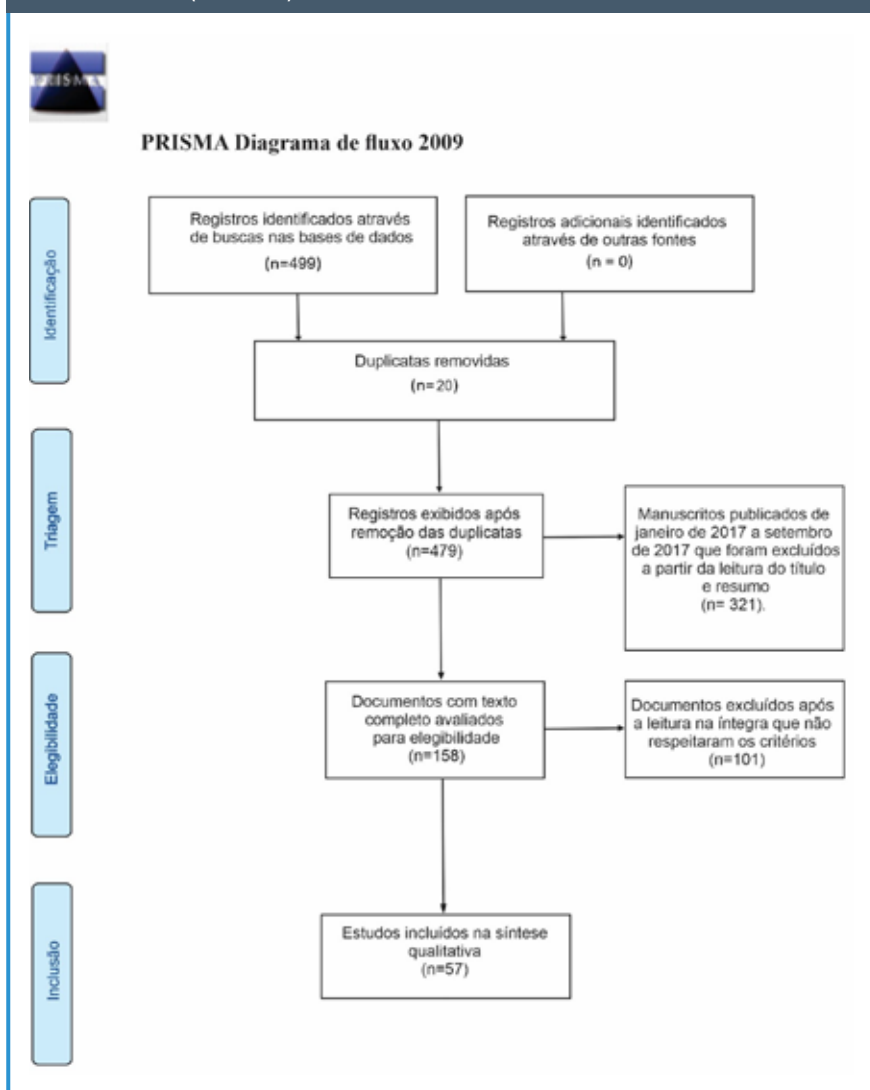 PRISMA
PRISMA Diagrama de fluxo 2009
Identificação
Registros identificados através
de buscas nas bases de dados
(n=499)
Registros adicionais identificados
através de outras fontes
(n = 0)
Duplicatas removidas
(n=20)
Triagem
Registros exibidos após
remoção das duplicatas
(n=479)
Manuscritos publicados de
janeiro de 2017 a setembro
de 2017 que foram excluídos
a partir da leitura do título
e resumo
(n= 321).
Elegibilidade
Documentos com texto
completo avaliados
para elegibilidade
(n=158)
Documentos excluídos após
a leitura na íntegra que não
respeitaram os critérios
(n=101)
Inclusão
Estudos incluídos na síntese
qualitativa
(n=57)